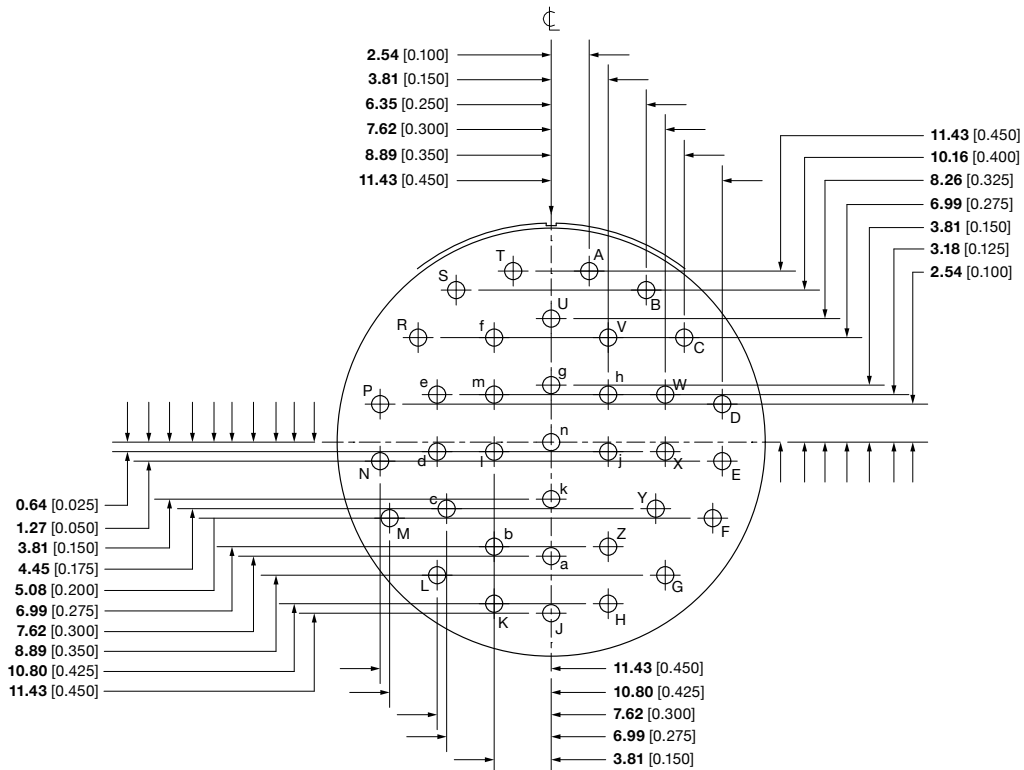 ℄
2.54 [0.100]
3.81 [0.150]
6.35 [0.250]
7.62 [0.300]
8.89 [0.350]
11.43 [0.450]
11.43 [0.450]
10.16 [0.400]
8.26 [0.325]
6.99 [0.275]
3.81 [0.150]
3.18 [0.125]
2.54 [0.100]
T A
S B
U
R f V C
g
P e m h W D
n
N d l j X E
k
M c Y F
b Z
a
L G
K J H
0.64 [0.025]
1.27 [0.050]
3.81 [0.150]
4.45 [0.175]
5.08 [0.200]
6.99 [0.275]
7.62 [0.300]
8.89 [0.350]
10.80 [0.425]
11.43 [0.450]
11.43 [0.450]
10.80 [0.425]
7.62 [0.300]
6.99 [0.275]
3.81 [0.150]